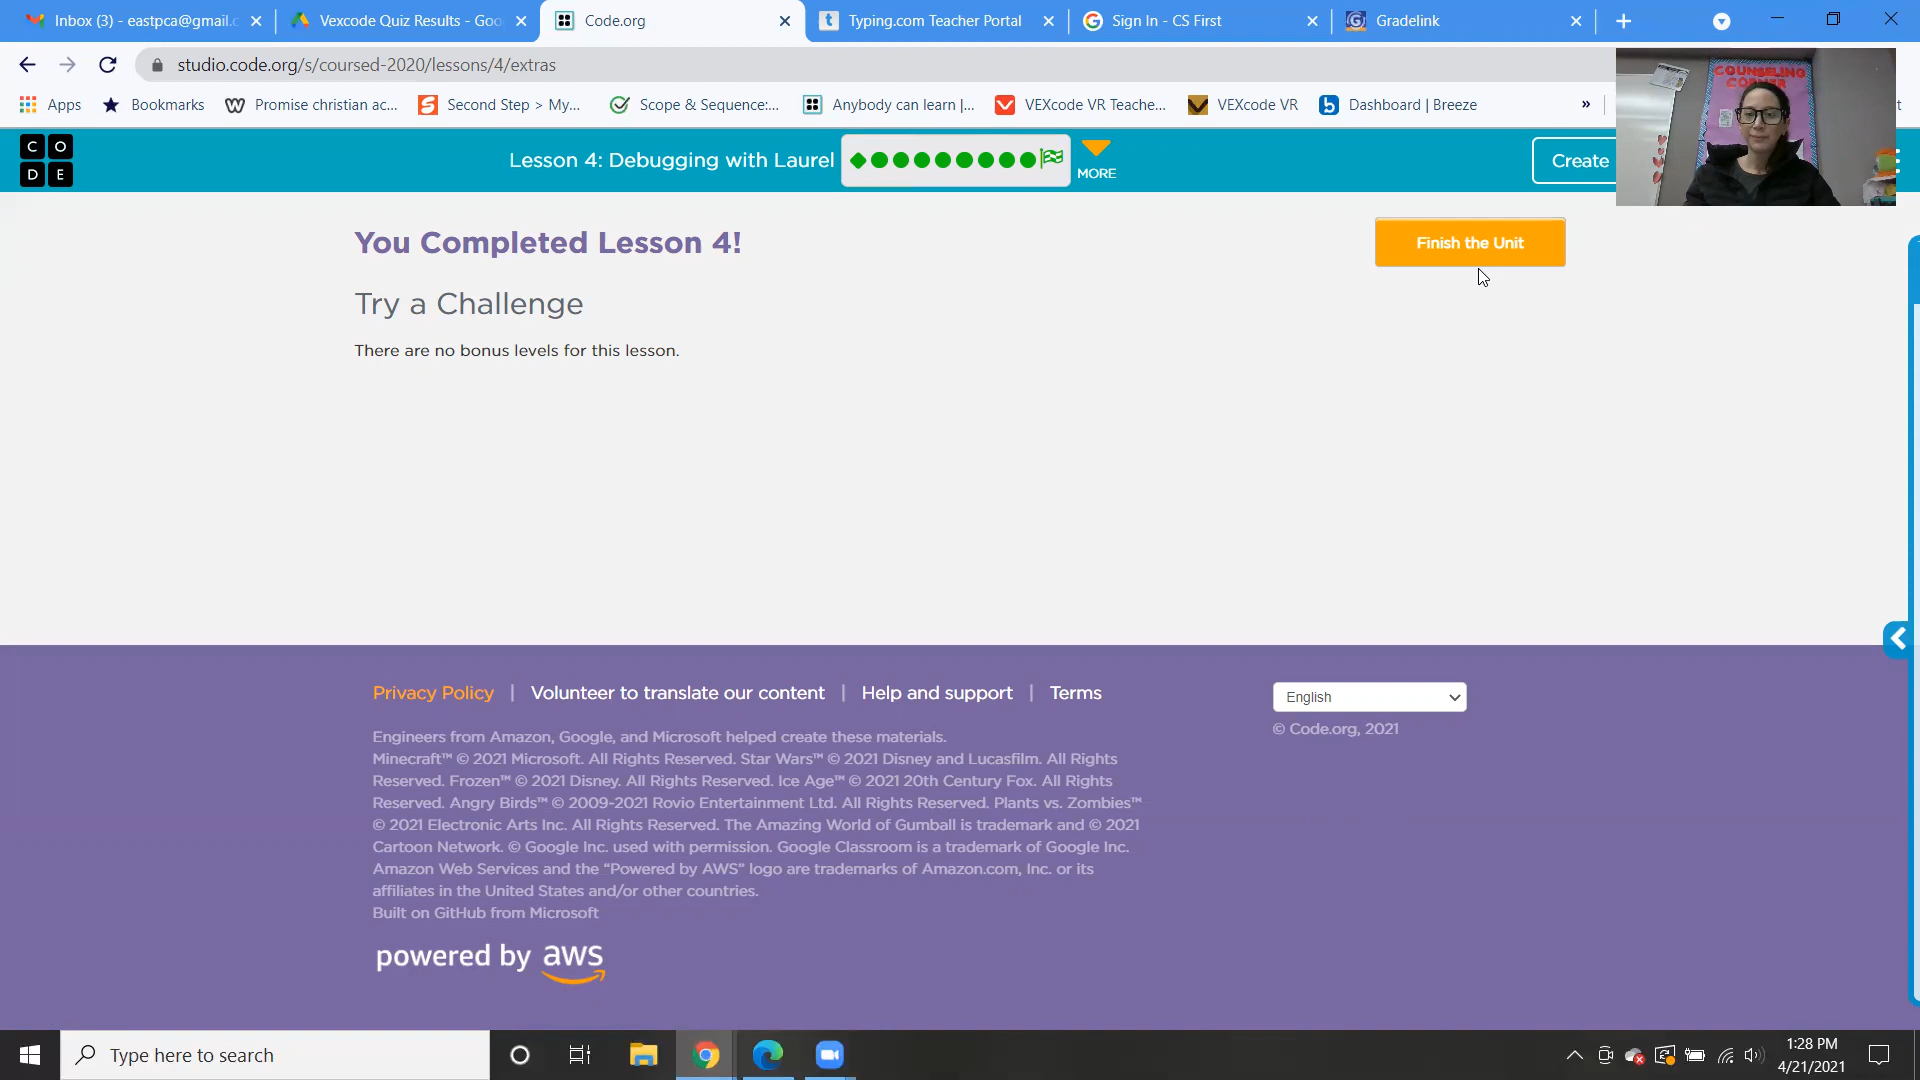 Inbox (3) - eastpca@gmail.c
Vexcode Quiz Results - Goo
Code.org
Typing.com Teacher Portal
Sign In - CS First
Gradelink
studio.code.org/s/coursed-2020/lessons/4/extras
Apps
Bookmarks
Promise christian ac...
Second Step > My...
Scope & Sequence:...
Anybody can learn |...
VEXcode VR Teache...
VEXcode VR
Dashboard | Breeze
»
COUNSELING
CORNER
C O
D E
Lesson 4: Debugging with Laurel
MORE
Create
You Completed Lesson 4!
Finish the Unit
Try a Challenge
There are no bonus levels for this lesson.
Privacy Policy | Volunteer to translate our content | Help and support | Terms
English
© Code.org, 2021
Engineers from Amazon, Google, and Microsoft helped create these materials.
Minecraft™ © 2021 Microsoft. All Rights Reserved. Star Wars™ © 2021 Disney and Lucasfilm. All Rights
Reserved. Frozen™ © 2021 Disney. All Rights Reserved. Ice Age™ © 2021 20th Century Fox. All Rights
Reserved. Angry Birds™ © 2009-2021 Rovio Entertainment Ltd. All Rights Reserved. Plants vs. Zombies™
© 2021 Electronic Arts Inc. All Rights Reserved. The Amazing World of Gumball is trademark and © 2021
Cartoon Network. © Google Inc. used with permission. Google Classroom is a trademark of Google Inc.
Amazon Web Services and the “Powered by AWS” logo are trademarks of Amazon.com, Inc. or its
affiliates in the United States and/or other countries.
Built on GitHub from Microsoft
powered by aws
Type here to search
1:28 PM
4/21/2021